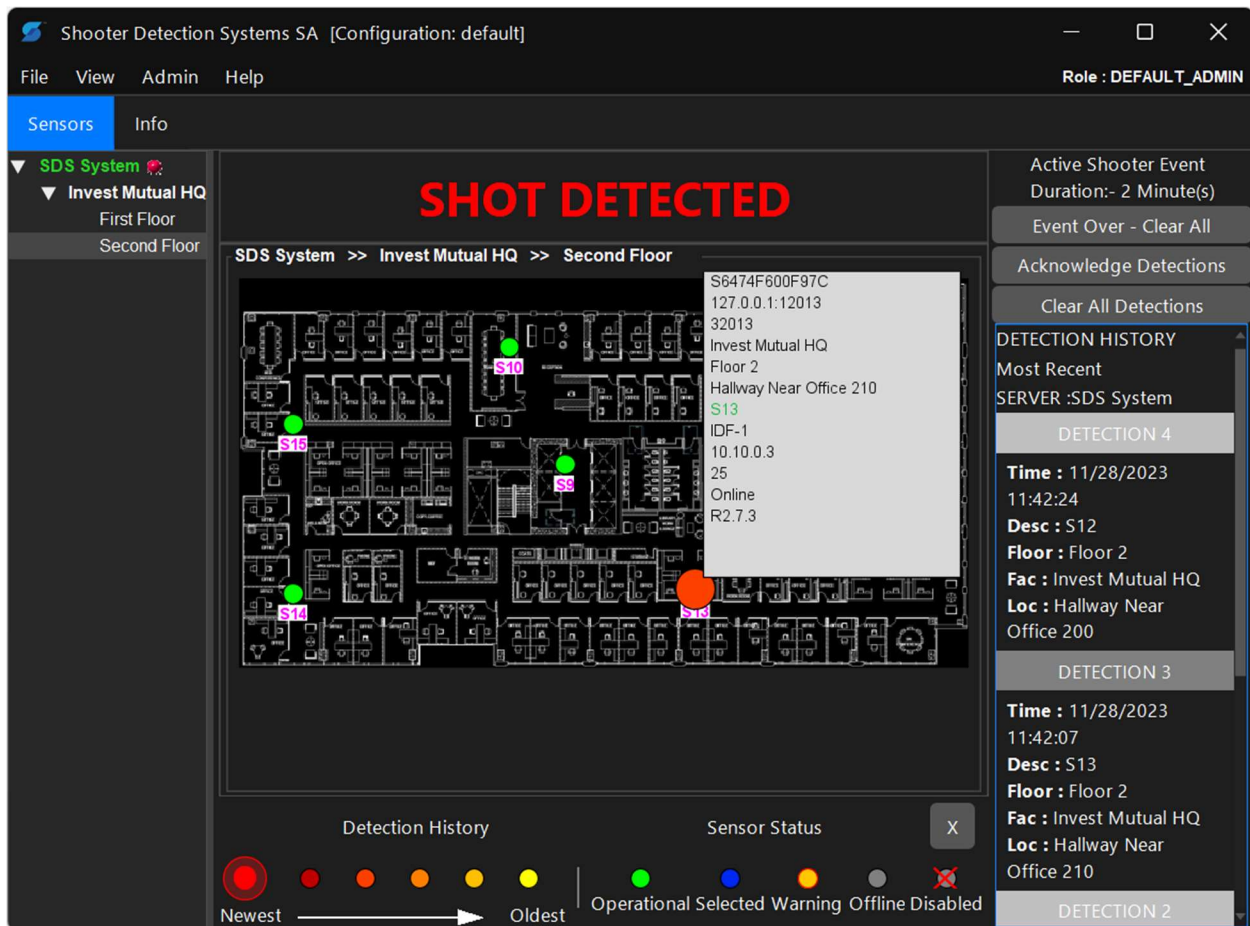 Shooter Detection Systems SA [Configuration: default]
File View Admin Help
Role : DEFAULT_ADMIN
Sensors Info
SDS System
Invest Mutual HQ
First Floor
Second Floor
SHOT DETECTED
SDS System >> Invest Mutual HQ >> Second Floor
S6474F600F97C
127.0.0.1:12013
32013
Invest Mutual HQ
Floor 2
Hallway Near Office 210
S13
IDF-1
10.10.0.3
25
Online
R2.7.3
S10
S15
S9
S14
S13
Detection History
Newest
Oldest
Sensor Status
X
Operational Selected Warning Offline Disabled
Active Shooter Event
Duration:- 2 Minute(s)
Event Over - Clear All
Acknowledge Detections
Clear All Detections
DETECTION HISTORY
Most Recent
SERVER :SDS System
DETECTION 4
Time : 11/28/2023
11:42:24
Desc : S12
Floor : Floor 2
Fac : Invest Mutual HQ
Loc : Hallway Near
Office 200
DETECTION 3
Time : 11/28/2023
11:42:07
Desc : S13
Floor : Floor 2
Fac : Invest Mutual HQ
Loc : Hallway Near
Office 210
DETECTION 2